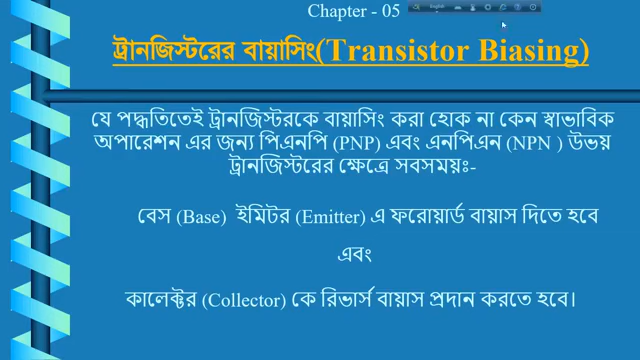 Chapter - 05
ট্রানজিস্টরের বায়াসিং(Transistor Biasing)
যে পদ্ধতিতেই ট্রানজিস্টরকে বায়াসিং করা হোক না কেন স্বাভাবিক
অপারেশন এর জন্য পিএনপি (PNP) এবং এনপিএন (NPN ) উভয়
ট্রানজিস্টরের ক্ষেত্রে সবসময়ঃ-
বেস (Base) ইমিটর (Emitter) এ ফরোয়ার্ড বায়াস দিতে হবে
এবং
কালেক্টর (Collector) কে রিভার্স বায়াস প্রদান করতে হবে।